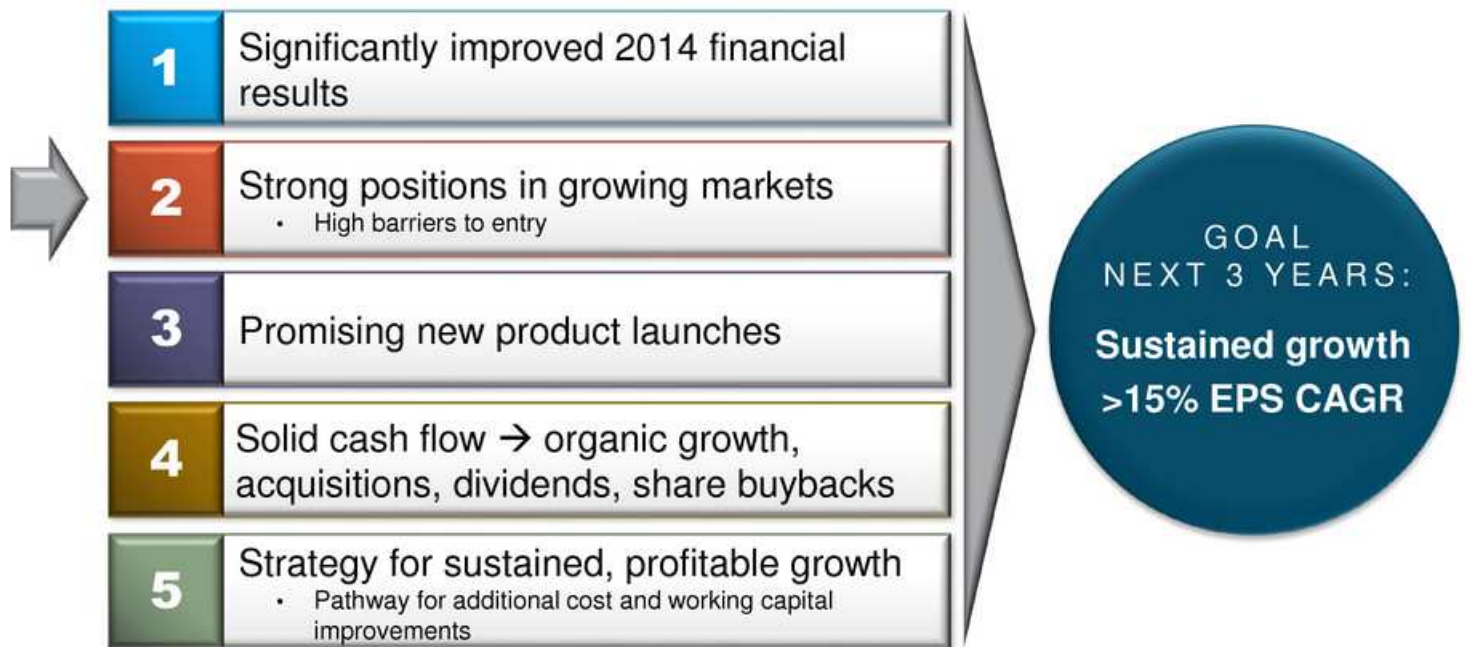 1
Significantly improved 2014 financial
results
2
Strong positions in growing markets
• High barriers to entry
3
Promising new product launches
4
Solid cash flow → organic growth,
acquisitions, dividends, share buybacks
5
Strategy for sustained, profitable growth
• Pathway for additional cost and working capital
improvements
GOAL
NEXT 3 YEARS:
Sustained growth
>15% EPS CAGR